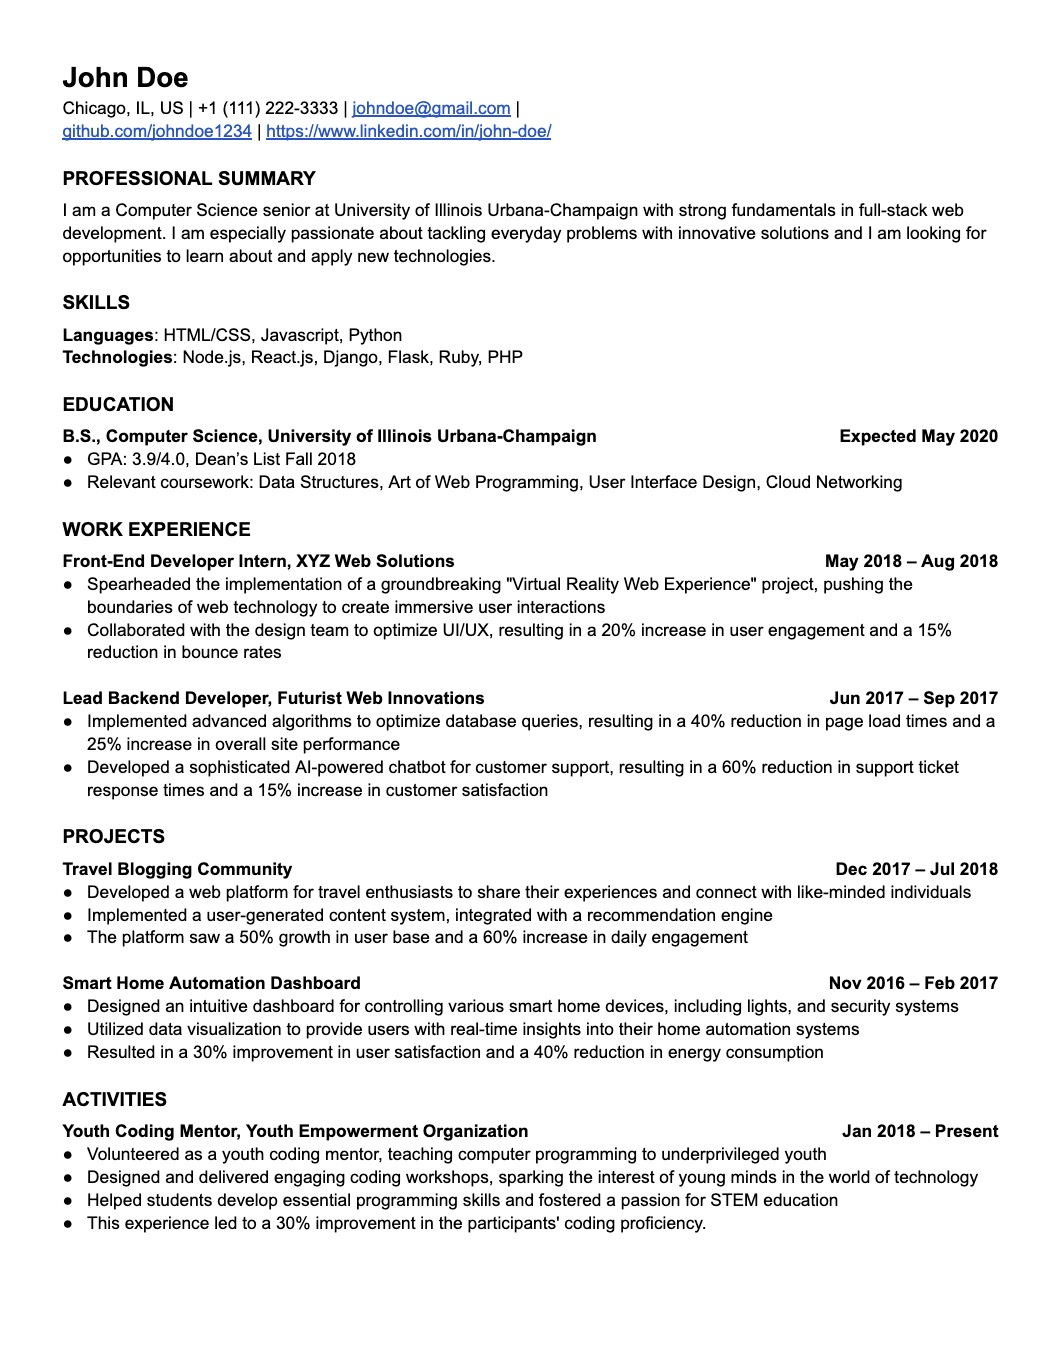 John Doe
Chicago, IL, US | +1 (111) 222-3333 | johndoe@gmail.com |
github.com/johndoe1234 | https://www.linkedin.com/in/john-doe/
PROFESSIONAL SUMMARY
I am a Computer Science senior at University of Illinois Urbana-Champaign with strong fundamentals in full-stack web
development. I am especially passionate about tackling everyday problems with innovative solutions and I am looking for
opportunities to learn about and apply new technologies.
SKILLS
Languages: HTML/CSS, Javascript, Python
Technologies: Node.js, React.js, Django, Flask, Ruby, PHP
EDUCATION
B.S., Computer Science, University of Illinois Urbana-Champaign Expected May 2020
● GPA: 3.9/4.0, Dean’s List Fall 2018
● Relevant coursework: Data Structures, Art of Web Programming, User Interface Design, Cloud Networking
WORK EXPERIENCE
Front-End Developer Intern, XYZ Web Solutions May 2018 – Aug 2018
● Spearheaded the implementation of a groundbreaking "Virtual Reality Web Experience" project, pushing the
boundaries of web technology to create immersive user interactions
● Collaborated with the design team to optimize UI/UX, resulting in a 20% increase in user engagement and a 15%
reduction in bounce rates
Lead Backend Developer, Futurist Web Innovations Jun 2017 – Sep 2017
● Implemented advanced algorithms to optimize database queries, resulting in a 40% reduction in page load times and a
25% increase in overall site performance
● Developed a sophisticated AI-powered chatbot for customer support, resulting in a 60% reduction in support ticket
response times and a 15% increase in customer satisfaction
PROJECTS
Travel Blogging Community Dec 2017 – Jul 2018
● Developed a web platform for travel enthusiasts to share their experiences and connect with like-minded individuals
● Implemented a user-generated content system, integrated with a recommendation engine
● The platform saw a 50% growth in user base and a 60% increase in daily engagement
Smart Home Automation Dashboard Nov 2016 – Feb 2017
● Designed an intuitive dashboard for controlling various smart home devices, including lights, and security systems
● Utilized data visualization to provide users with real-time insights into their home automation systems
● Resulted in a 30% improvement in user satisfaction and a 40% reduction in energy consumption
ACTIVITIES
Youth Coding Mentor, Youth Empowerment Organization Jan 2018 – Present
● Volunteered as a youth coding mentor, teaching computer programming to underprivileged youth
● Designed and delivered engaging coding workshops, sparking the interest of young minds in the world of technology
● Helped students develop essential programming skills and fostered a passion for STEM education
● This experience led to a 30% improvement in the participants' coding proficiency.